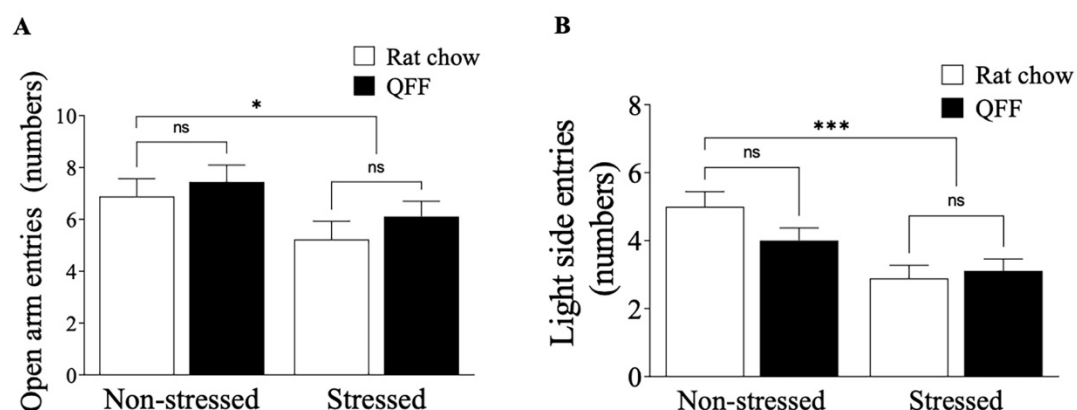 A
Rat chow
QFF
Open arm entries (numbers)
10
8
6
4
2
0
*
ns
ns
Non-stressed
Stressed
B
Rat chow
QFF
Light side entries
(numbers)
8
6
4
2
0
***
ns
ns
Non-stressed
Stressed